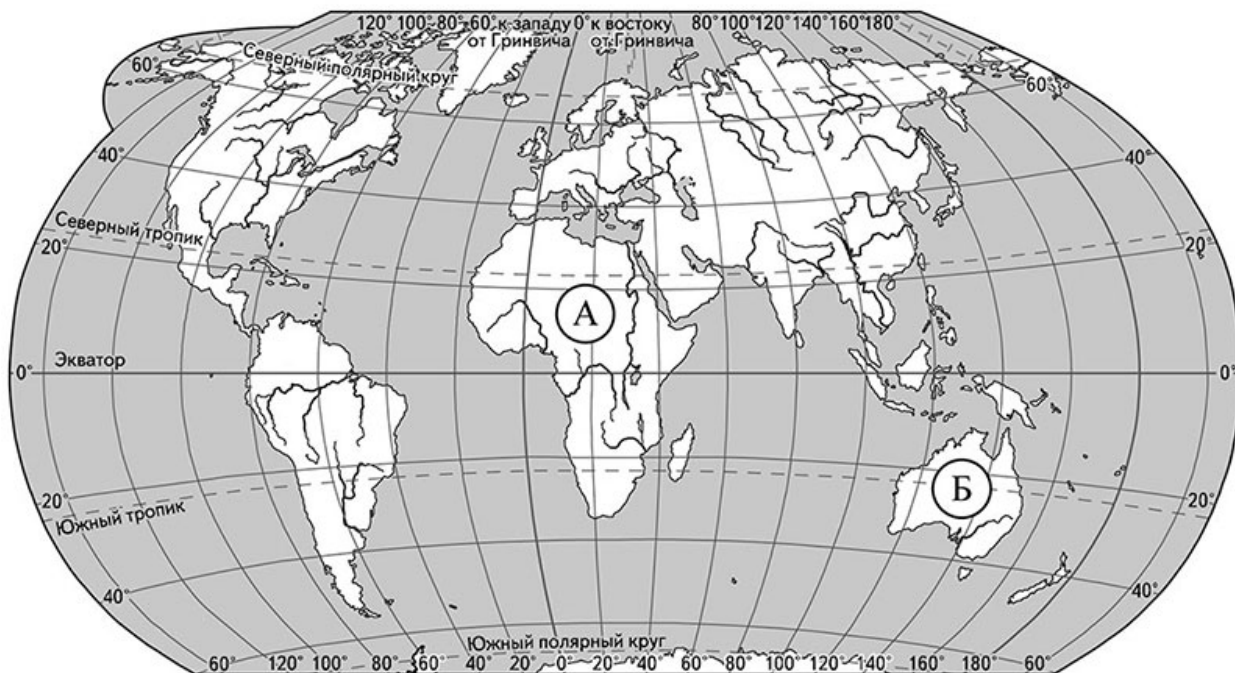 120° 100° 80° 60° к западу 0° к востоку 80° 100° 120° 140° 160° 180°
от Гринвича от Гринвича
60°
Северный полярный круг
60°
40°
40°
Северный тропик
20°
20°
А
Экватор
0°
0°
Б
20°
20°
Южный тропик
40°
40°
Южный полярный круг
60° 120° 100° 80° 60° 40° 20° 0° 20° 40° 60° 80° 100° 120° 140° 160° 180° 60°